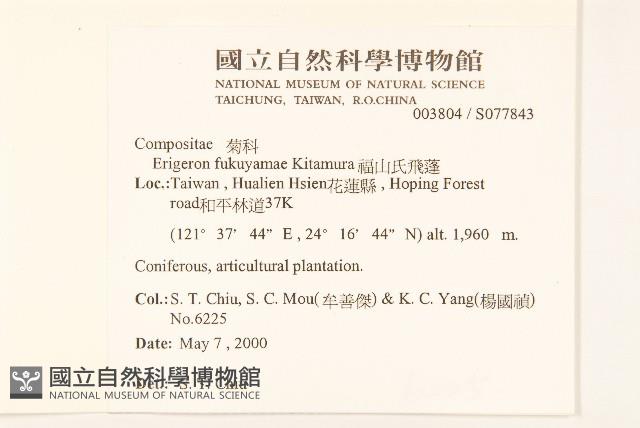 國立自然科學博物館
NATIONAL MUSEUM OF NATURAL SCIENCE
TAICHUNG, TAIWAN, R.O.CHINA
003804 / S077843
Compositae 菊科
Erigeron fukuyamae Kitamura 福山氏飛蓬
Loc.:Taiwan , Hualien Hsien花蓮縣 , Hoping Forest
road和平林道37K
(121° 37' 44" E , 24° 16' 44" N) alt. 1,960 m.
Coniferous, articultural plantation.
Col.: S. T. Chiu, S. C. Mou(牟善傑) & K. C. Yang(楊國禎)
No.6225
Date: May 7 , 2000
Det.: S. T. Chiu
國立自然科學博物館
NATIONAL MUSEUM OF NATURAL SCIENCE